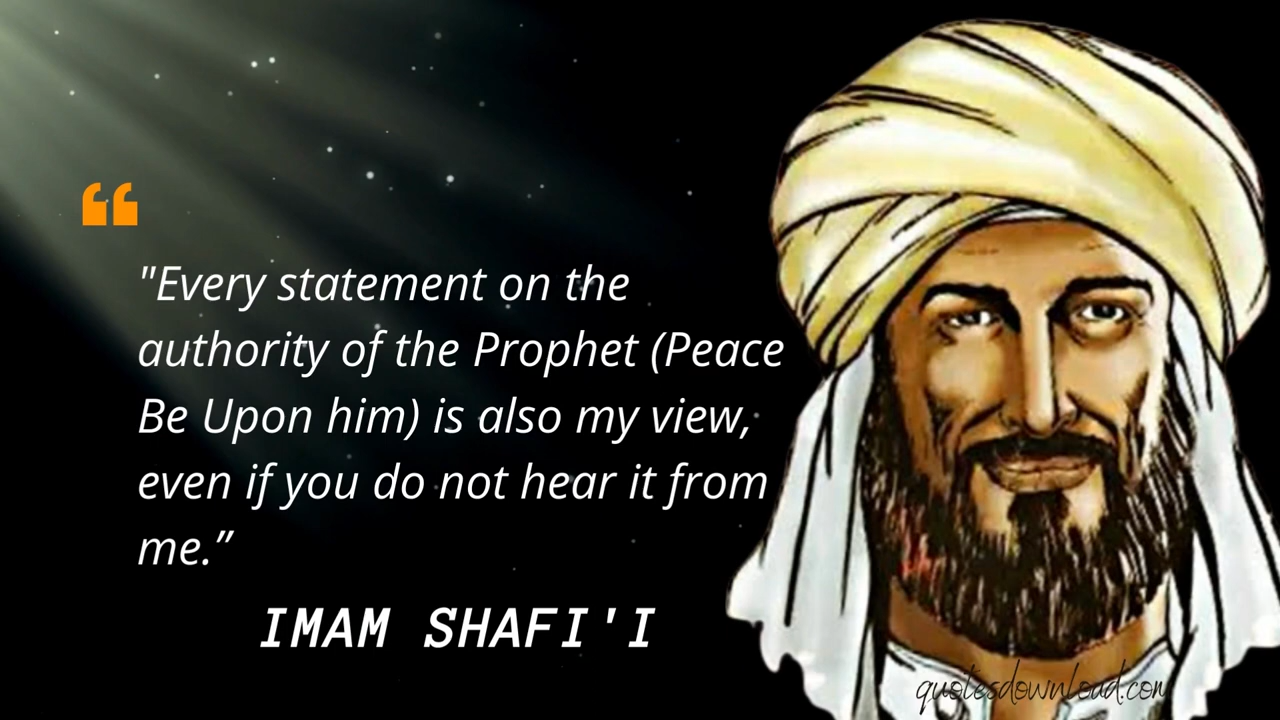 “
"Every statement on the
authority of the Prophet (Peace
Be Upon him) is also my view,
even if you do not hear it from
me.”
IMAM SHAFI'I
quotesdownload.com